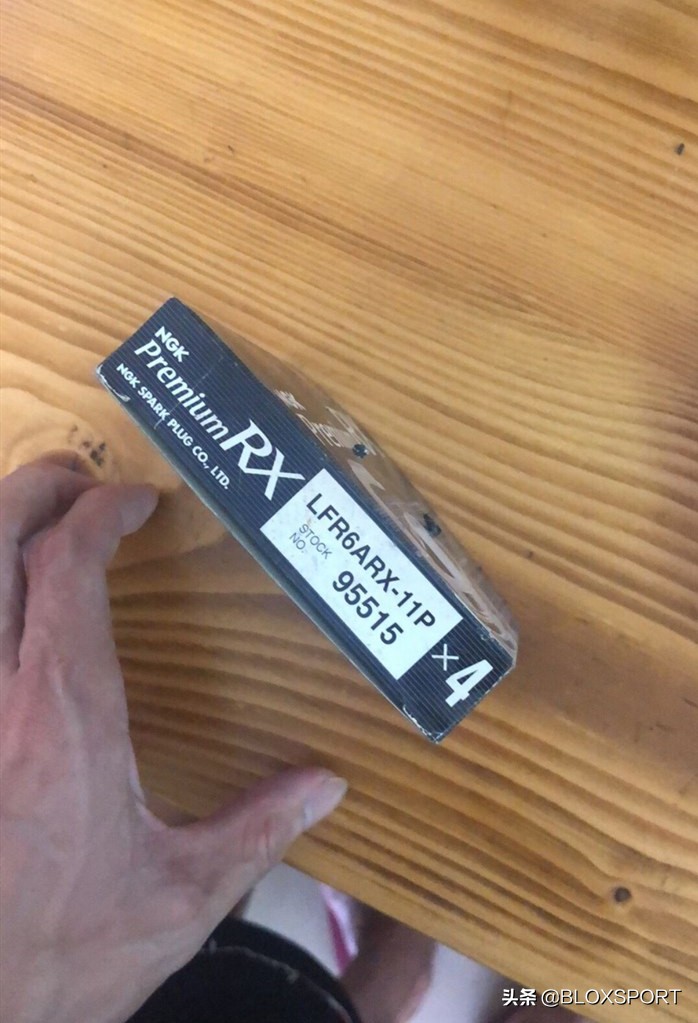 NGK
Premium RX
NGK SPARK PLUG CO., LTD.
LFR6ARX-11P
STOCK
NO.
95515
×4
头条 @BLOXSPORT